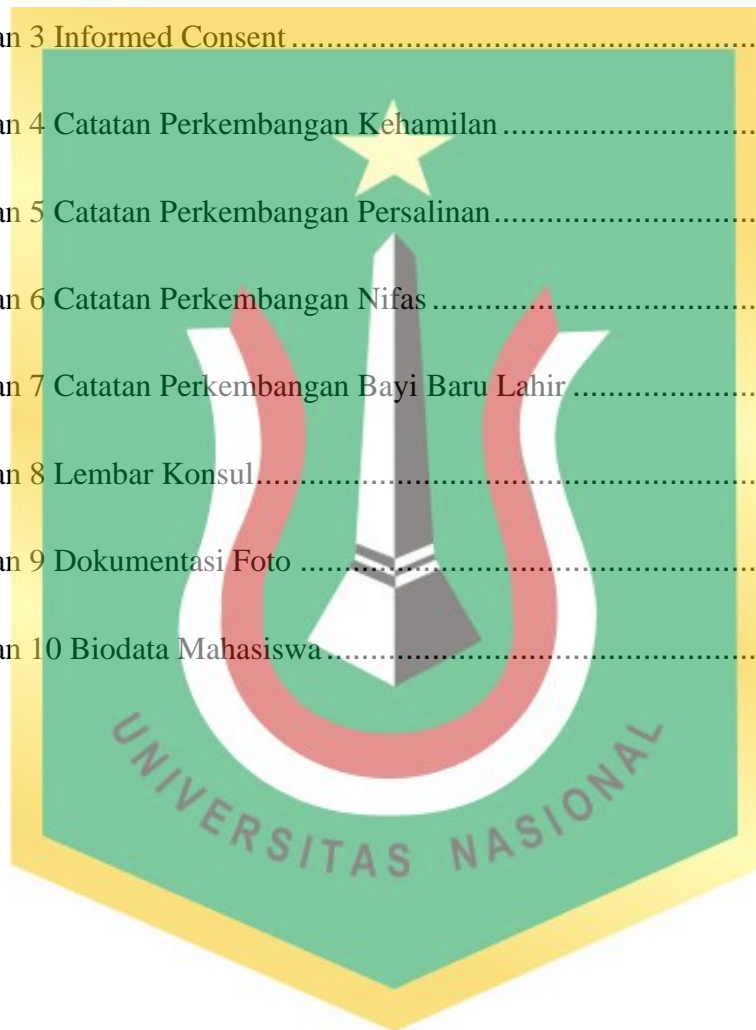 an 3 Informed Consent ................................................................
an 4 Catatan Perkembangan Kehamilan ................................
an 5 Catatan Perkembangan Persalinan ................................
an 6 Catatan Perkembangan Nifas ........................................
an 7 Catatan Perkembangan Bayi Baru Lahir .....................
an 8 Lembar Konsul ................................................................
an 9 Dokumentasi Foto ..........................................................
an 10 Biodata Mahasiswa ......................................................
UNIVERSITAS NASIONAL